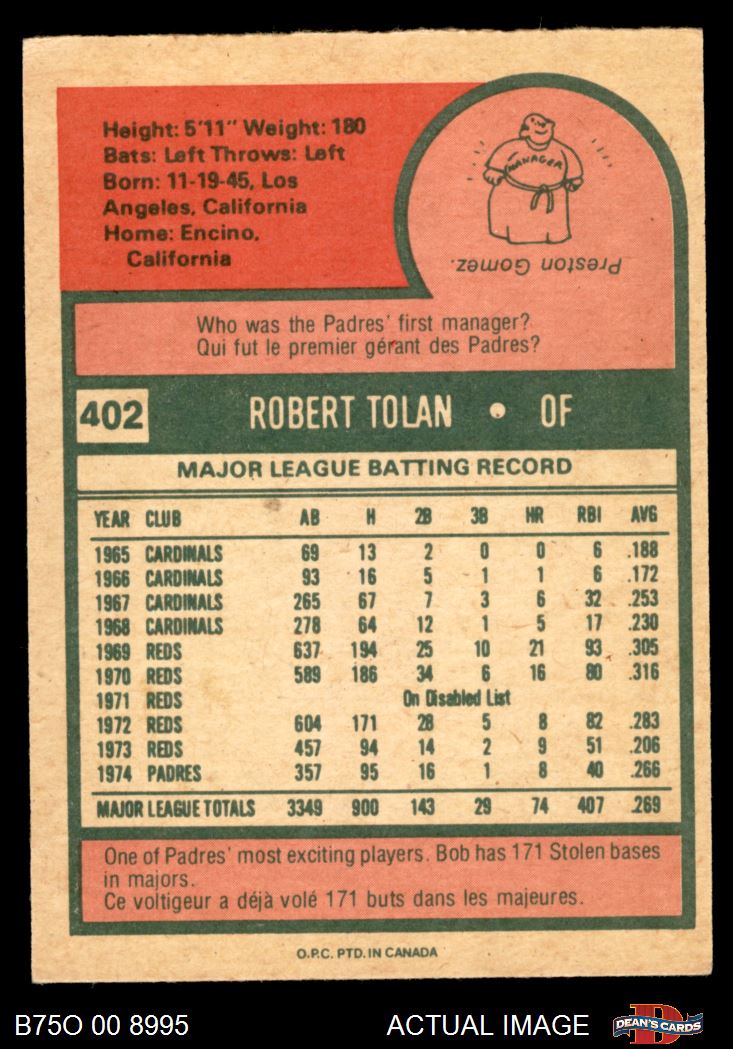 Height: 5'11" Weight: 180
Bats: Left Throws: Left
Born: 11-19-45, Los
Angeles, California
Home: Encino,
California
MANAGER
Preston Gomez.
Who was the Padres' first manager?
Qui fut le premier gérant des Padres?
402 ROBERT TOLAN • OF
MAJOR LEAGUE BATTING RECORD
YEAR CLUB AB H 2B 3B HR RBI AVG
1965 CARDINALS 69 13 2 0 0 6 .188
1966 CARDINALS 93 16 5 1 1 6 .172
1967 CARDINALS 265 67 7 3 6 32 .253
1968 CARDINALS 278 64 12 1 5 17 .230
1969 REDS 637 194 25 10 21 93 .305
1970 REDS 589 186 34 6 16 80 .316
1971 REDS On Disabled List
1972 REDS 604 171 28 5 8 82 .283
1973 REDS 457 94 14 2 9 51 .206
1974 PADRES 357 95 16 1 8 40 .266
MAJOR LEAGUE TOTALS 3349 900 143 29 74 407 .269
One of Padres' most exciting players. Bob has 171 Stolen bases
in majors.
Ce voltigeur a déjà volé 171 buts dans les majeures.
O.P.C. PTD. IN CANADA
B75O 00 8995 ACTUAL IMAGE D DEAN'S CARDS